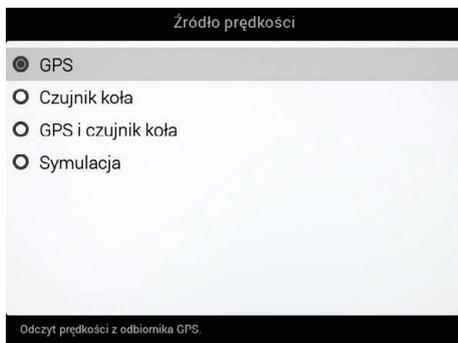 Źródło prędkości
GPS
Czujnik koła
GPS i czujnik koła
Symulacja
Odczyt prędkości z odbiornika GPS.